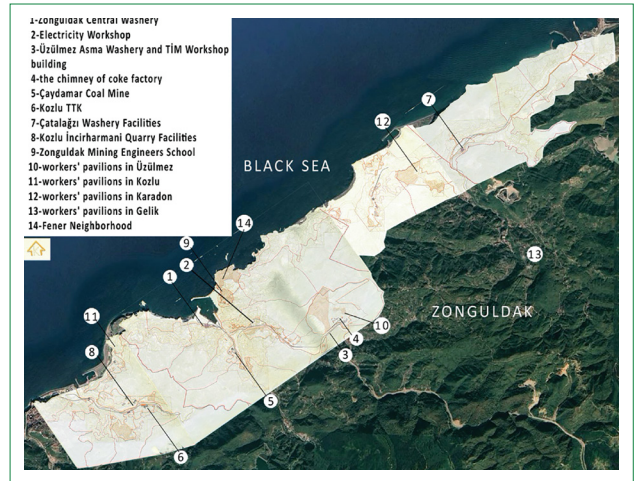 1-Zonguldak Central Washery
2-Electricity Workshop
3-Üzülmez Asma Washery and TİM Workshop
building
4-the chimney of coke factory
5-Çaydamar Coal Mine
6-Kozlu TTK
7-Çatalağzı Washery Facilities
8-Kozlu İncirharmani Quarry Facilities
9-Zonguldak Mining Engineers School
10-workers' pavilions in Üzülmez
11-workers' pavilions in Kozlu
12-workers' pavilions in Karadon
13-workers' pavilions in Gelik
14-Fener Neighborhood
7
12
BLACK SEA
14
9
13
2
1
ZONGULDAK
11
10
4
8
3
5
6